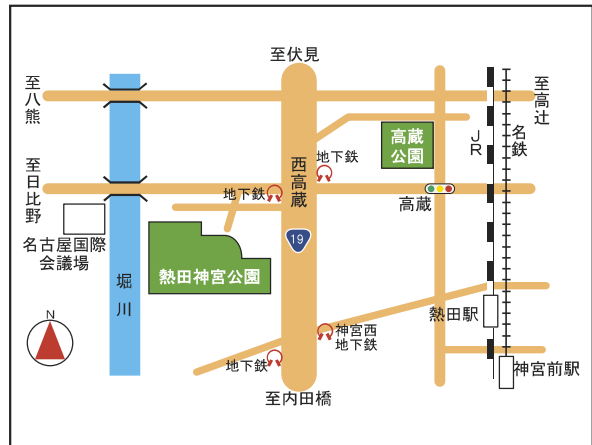 至伏見
至八熊
至高辻
JR
名鉄
高蔵
公園
地下鉄
西高蔵
至日比野
地下鉄
高蔵
名古屋国際
会議場
19
堀川
熱田神宮公園
N
熱田駅
神宮西
地下鉄
地下鉄
神宮前駅
至内田橋